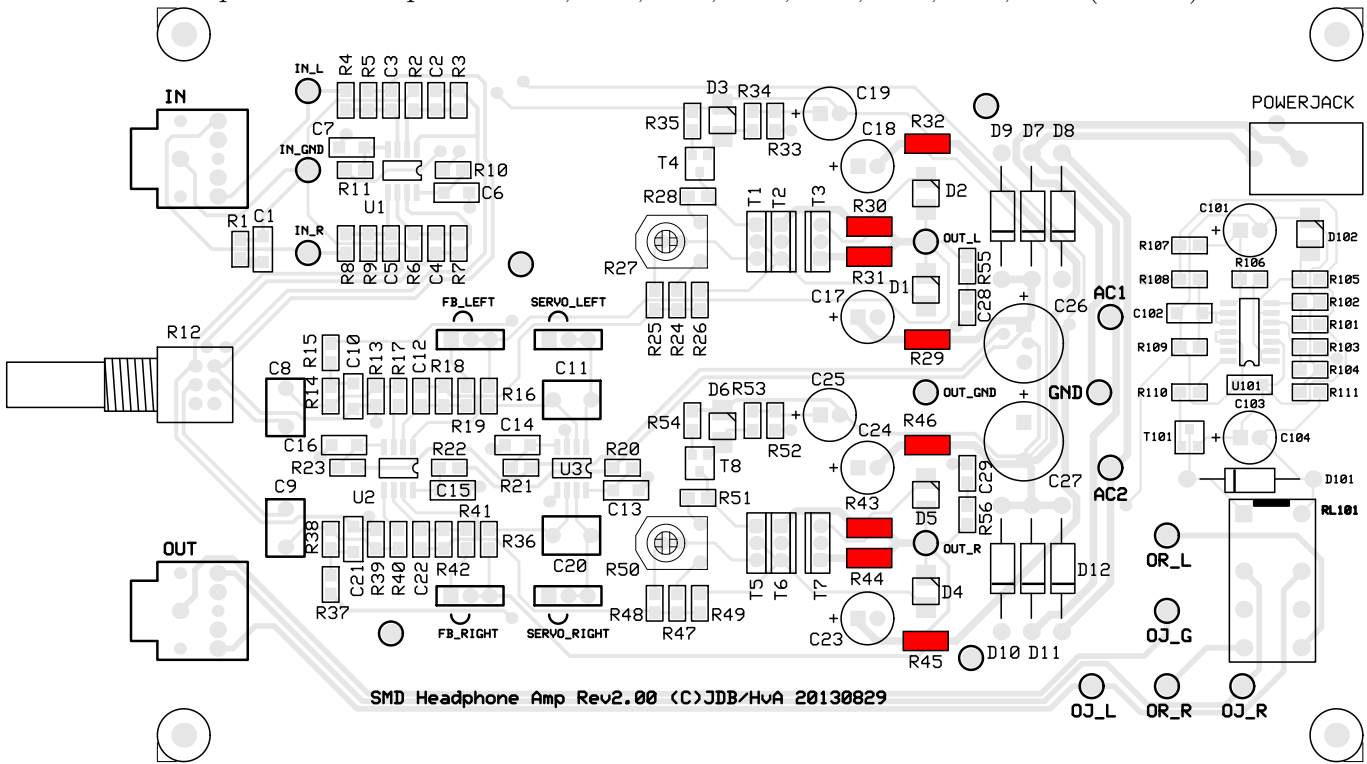 IN
IN_L
R4
R5
C3
R2
C2
R3
C7
IN_GND
R11
R10
C6
U1
R1
C1
IN_R
R8
R9
C5
R6
C4
R7
R35
D3
R34
R33
C19
C18
R32
T4
R28
T1
T2
T3
R30
D2
OUT_L
R27
R31
R55
D1
C17
C28
R25
R24
R26
R29
D9
D7
D8
POWERJACK
C101
D102
R107
R106
R108
R105
C102
R102
R101
R109
R103
R104
R110
U101
R111
C103
T101
C104
D101
RL101
AC1
C26
GND
AC2
C27
FB_LEFT
SERVO_LEFT
R12
R15
C10
R13
R17
C12
R18
C8
R14
R16
R19
C11
C16
C14
R23
R22
R21
U3
R20
U2
C15
C13
C9
R38
R41
R36
C21
R39
R40
C22
R42
C20
R37
FB_RIGHT
SERVO_RIGHT
OUT
D6
R53
C25
OUT_GND
R54
R52
C24
R46
T8
R51
R43
C29
D5
R56
OUT_R
R50
T5
T6
T7
R44
D4
R48
R47
R49
C23
R45
D12
D10
D11
OR_L
OJ_G
OJ_L
OR_R
OJ_R
SMD Headphone Amp Rev2.00 (C)JDB/HvA 20130829